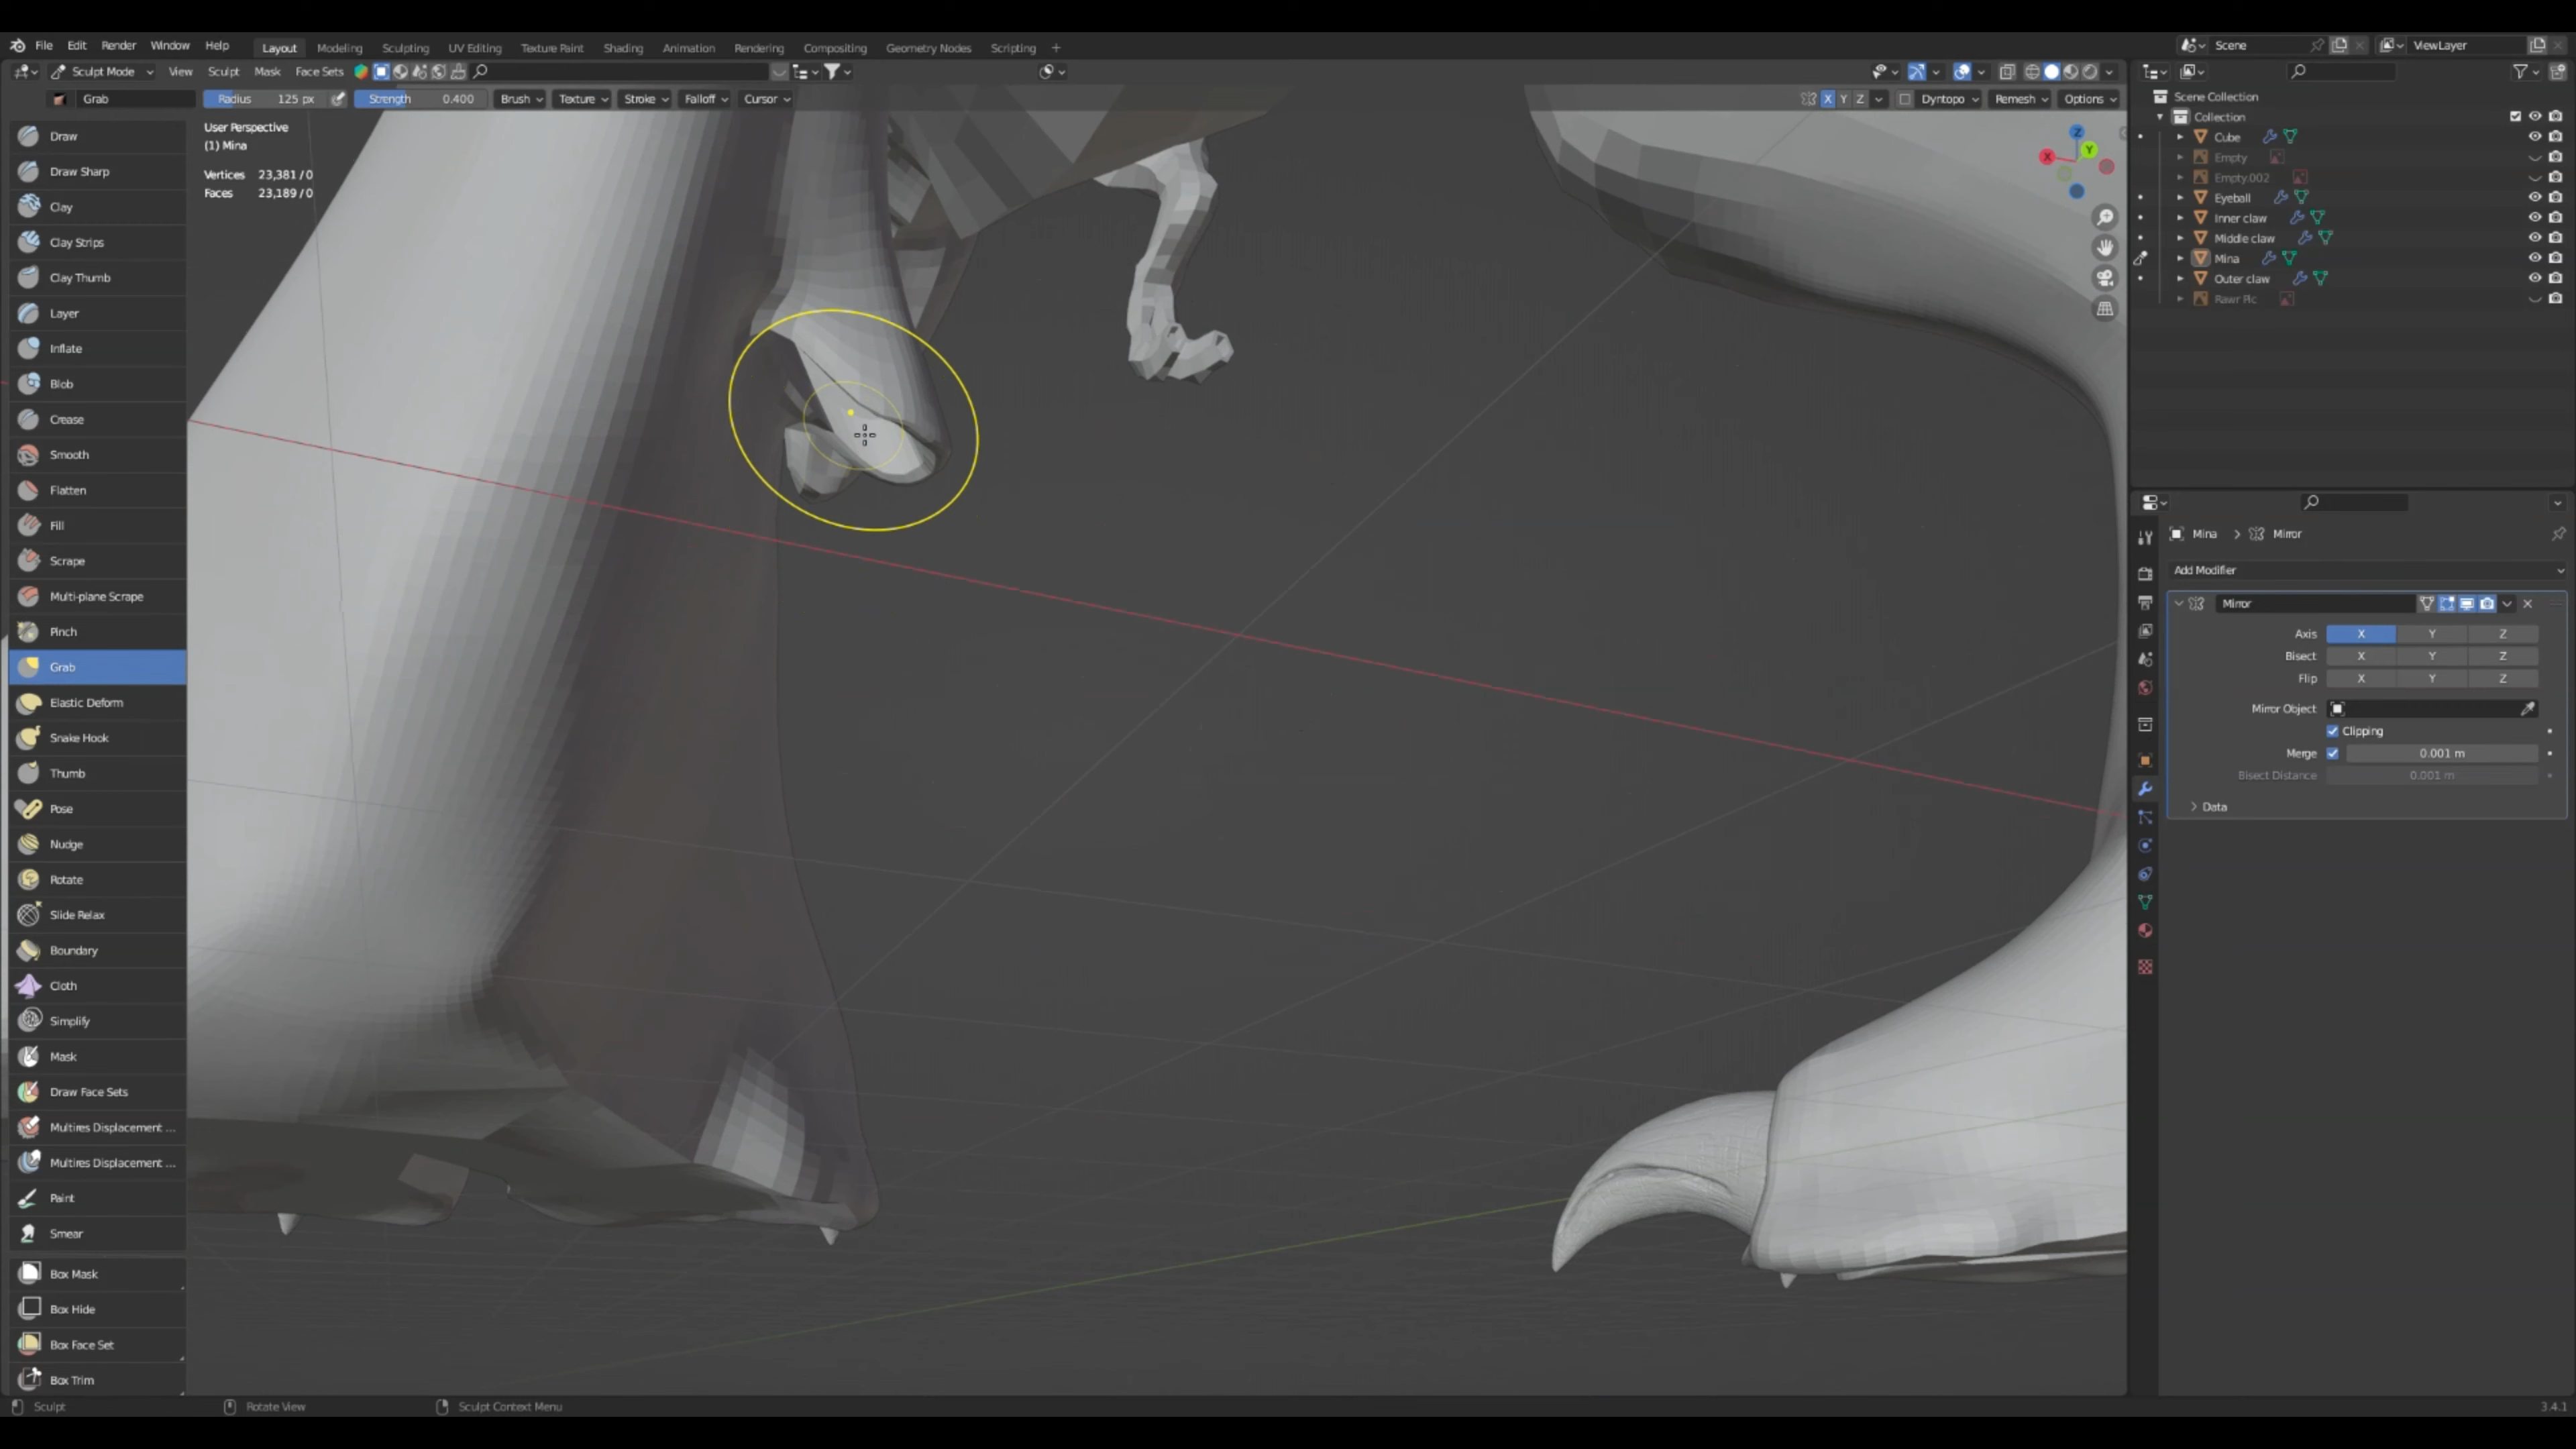 File Edit Render Window Help Layout Modeling Sculpting UV Editing Texture Paint Shading Animation Rendering Compositing Geometry Nodes Scripting + Scene ViewLayer
Sculpt Mode View Sculpt Mask Face Sets
Grab Radius 125 px Strength 0.400 Brush Texture Stroke Falloff Cursor X Y Z Dyntopo Remesh Options
Draw
Draw Sharp
Clay
Clay Strips
Clay Thumb
Layer
Inflate
Blob
Crease
Smooth
Flatten
Fill
Scrape
Multi-plane Scrape
Pinch
Grab
Elastic Deform
Snake Hook
Thumb
Pose
Nudge
Rotate
Slide Relax
Boundary
Cloth
Simplify
Mask
Draw Face Sets
Multires Displacement ...
Multires Displacement ...
Paint
Smear
Box Mask
Box Hide
Box Face Set
Box Trim
User Perspective
(1) Mina
Vertices 23,381 / 0
Faces 23,189 / 0
Z
X Y
Scene Collection
Collection
Cube
Empty
Empty.002
Eyeball
Inner claw
Middle claw
Mina
Outer claw
Rawr Pic
Mina > Mirror
Add Modifier
Mirror
Axis X Y Z
Bisect X Y Z
Flip X Y Z
Mirror Object
Clipping
Merge 0.001 m
Bisect Distance 0.001 m
Data
Sculpt Rotate View Sculpt Context Menu 3.4.1